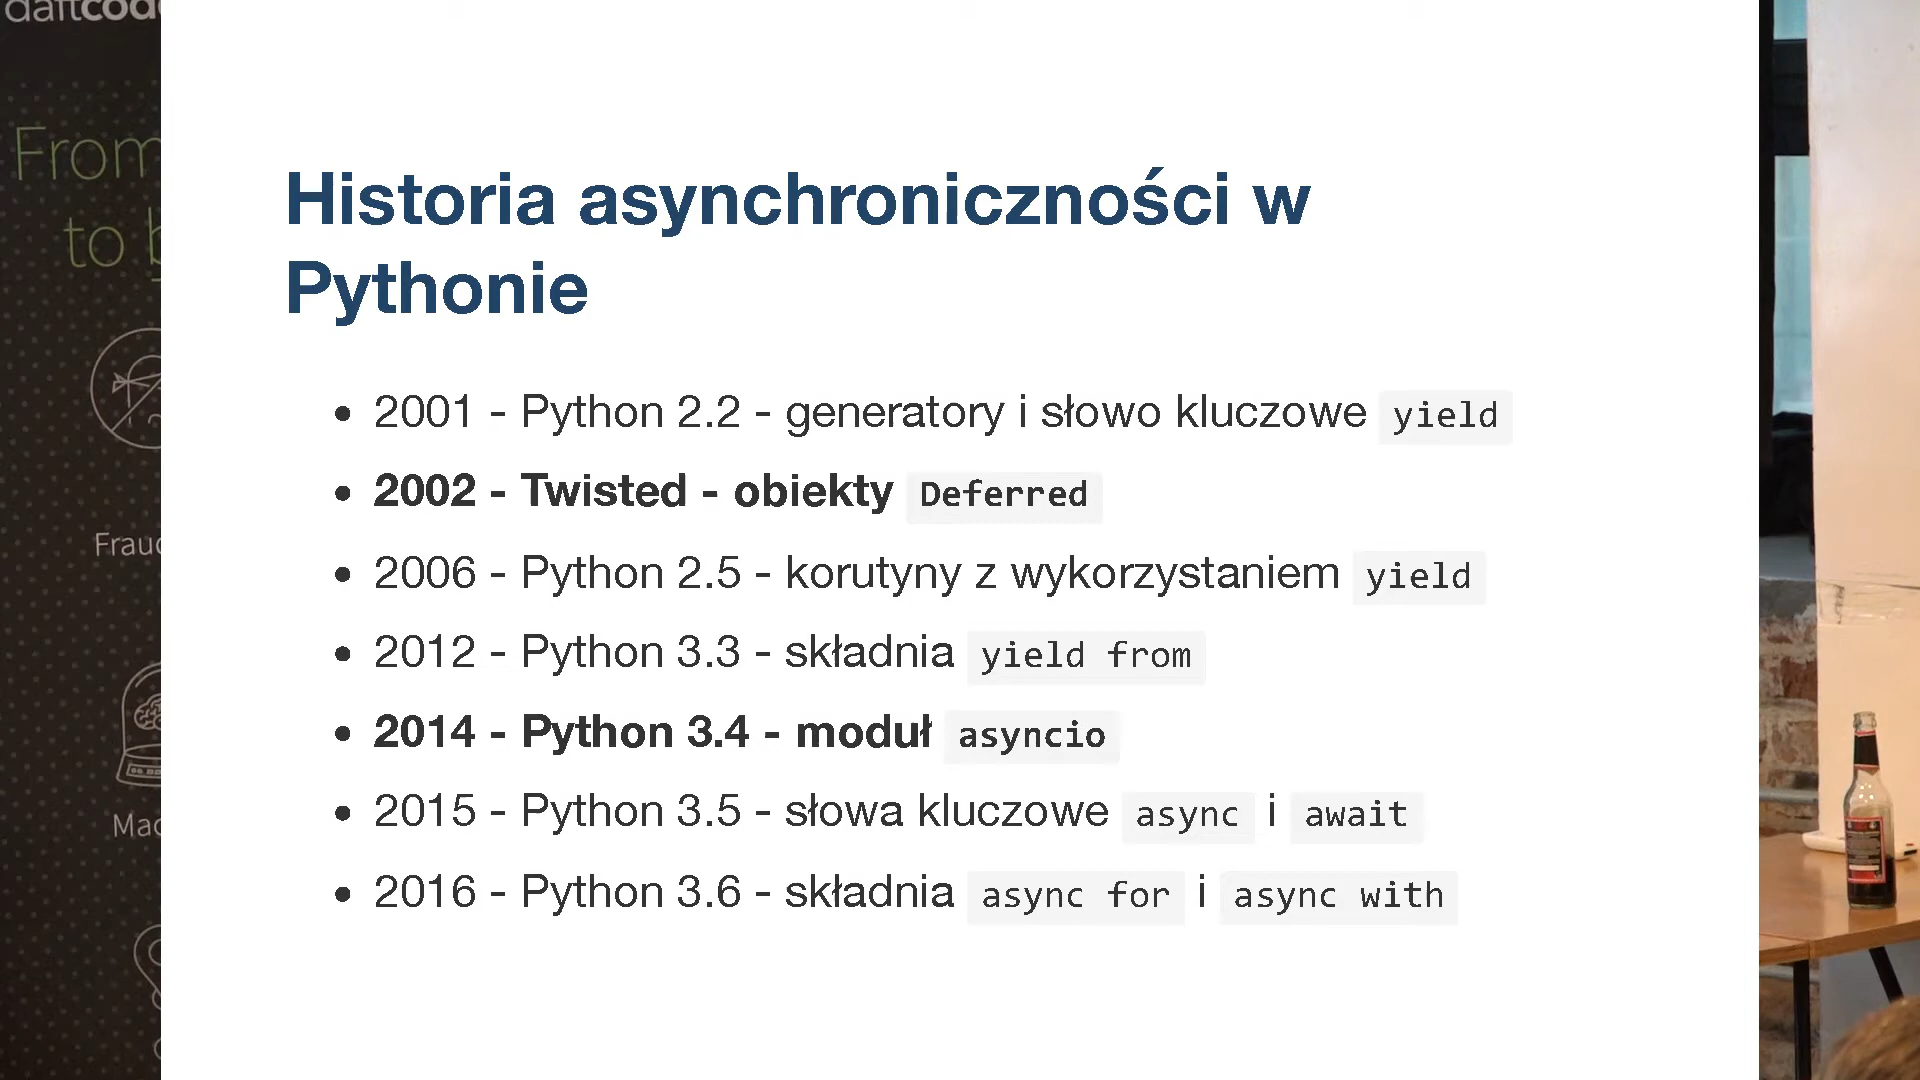 From
to
Historia asynchroniczności w
Pythonie
• 2001 - Python 2.2 - generatory i słowo kluczowe yield
• 2002 - Twisted - obiekty Deferred
• 2006 - Python 2.5 - korutyny z wykorzystaniem yield
• 2012 - Python 3.3 - składnia yield from
• 2014 - Python 3.4 - moduł asyncio
• 2015 - Python 3.5 - słowa kluczowe async i await
• 2016 - Python 3.6 - składnia async for i async with